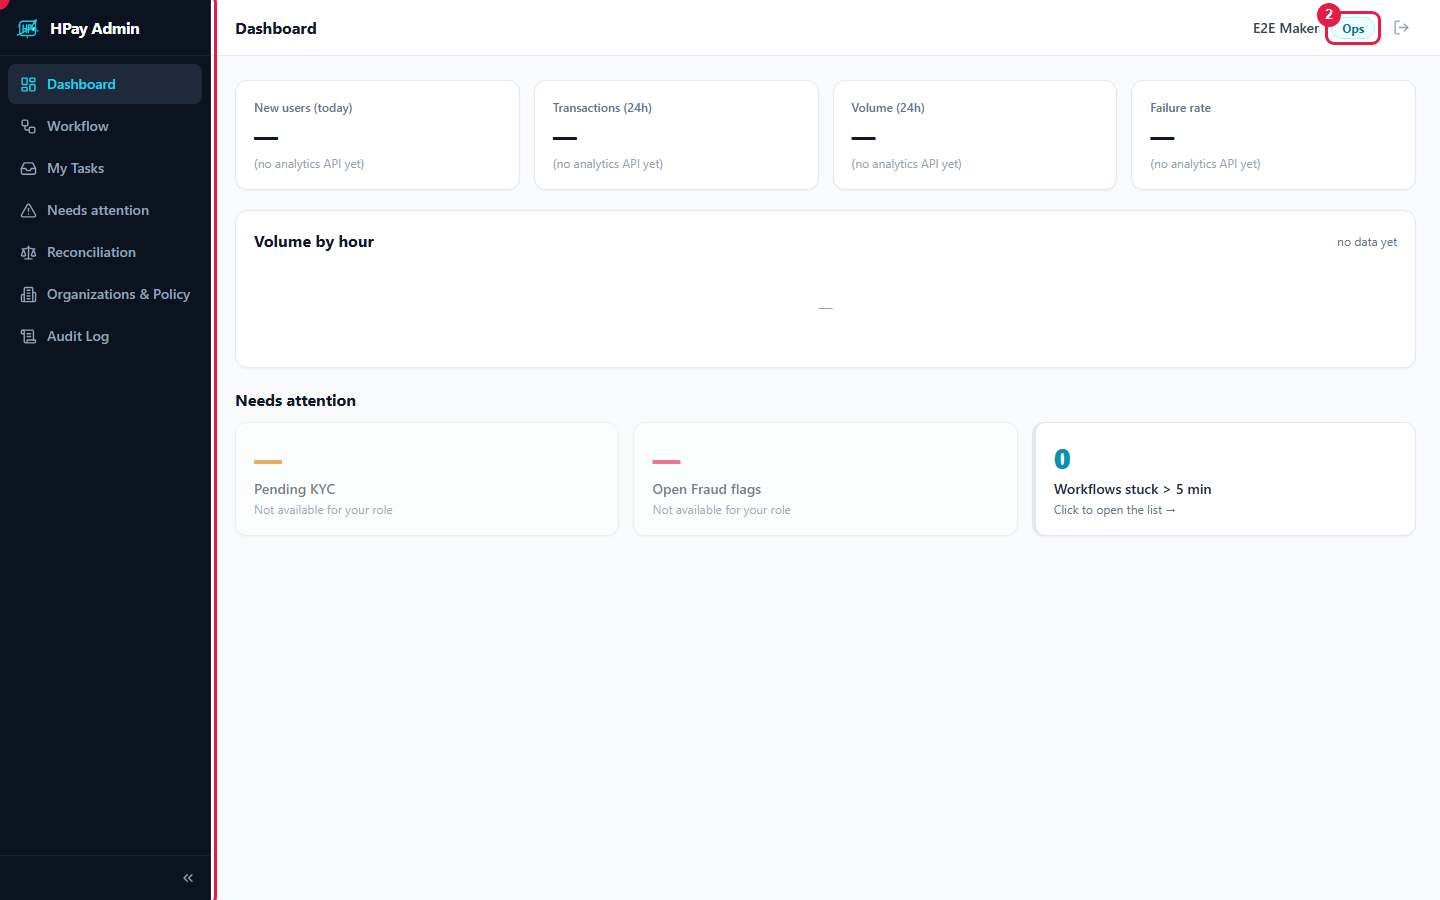 HPay Admin
Dashboard
Workflow
My Tasks
Needs attention
Reconciliation
Organizations & Policy
Audit Log
«
Dashboard
E2E Maker
2
Ops
New users (today)
—
(no analytics API yet)
Transactions (24h)
—
(no analytics API yet)
Volume (24h)
—
(no analytics API yet)
Failure rate
—
(no analytics API yet)
Volume by hour
no data yet
—
Needs attention
—
Pending KYC
Not available for your role
—
Open Fraud flags
Not available for your role
0
Workflows stuck > 5 min
Click to open the list →